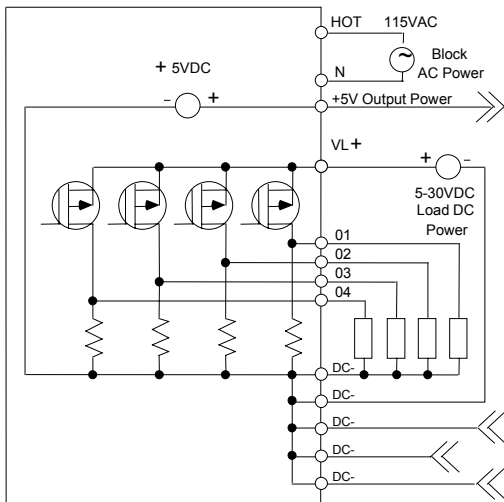 HOT 115VAC
Block
AC Power
N
+ 5VDC
- +
+5V Output Power
VL+
+ -
5-30VDC
Load DC
Power
01
02
03
04
DC-
DC-
DC-
DC-
DC-